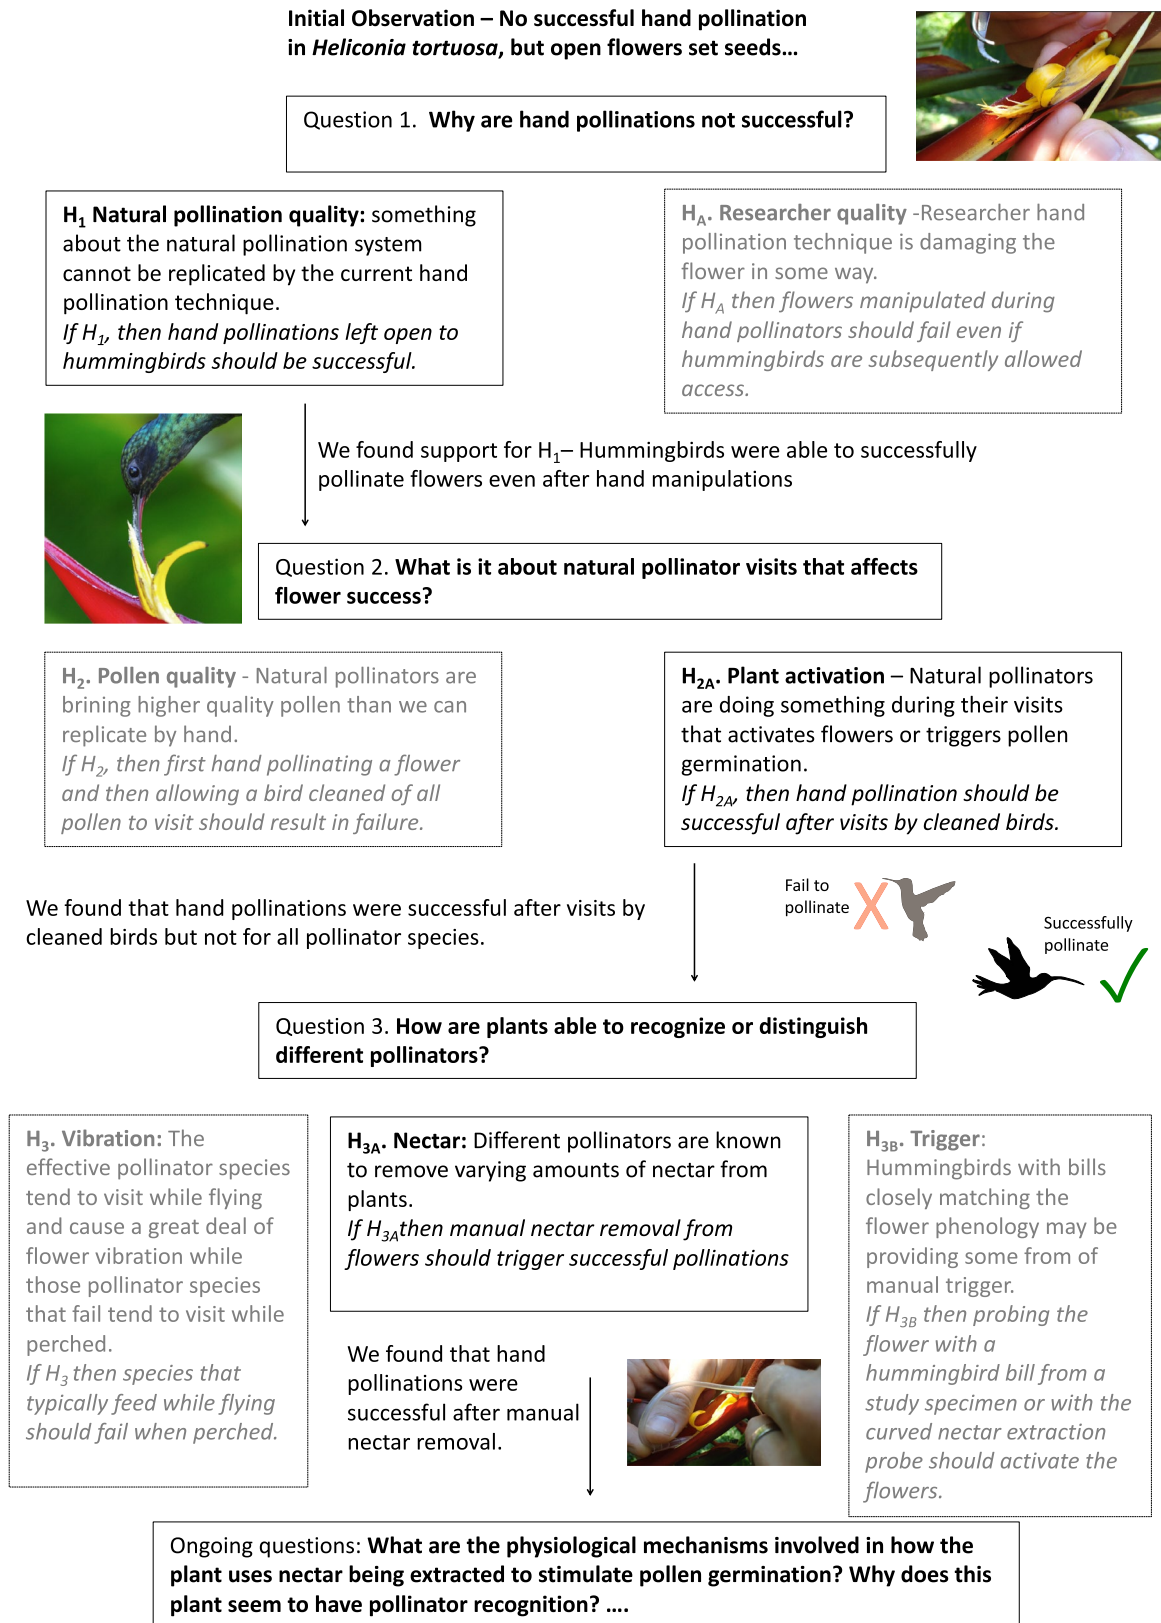 Initial Observation – No successful hand pollination
in Heliconia tortuosa, but open flowers set seeds…
Question 1. Why are hand pollinations not successful?
H1 Natural pollination quality: something
about the natural pollination system
cannot be replicated by the current hand
pollination technique.
If H1, then hand pollinations left open to
hummingbirds should be successful.
HA. Researcher quality -Researcher hand
pollination technique is damaging the
flower in some way.
If HA then flowers manipulated during
hand pollinators should fail even if
hummingbirds are subsequently allowed
access.
We found support for H1– Hummingbirds were able to successfully
pollinate flowers even after hand manipulations
Question 2. What is it about natural pollinator visits that affects
flower success?
H2. Pollen quality - Natural pollinators are
brining higher quality pollen than we can
replicate by hand.
If H2, then first hand pollinating a flower
and then allowing a bird cleaned of all
pollen to visit should result in failure.
H2A. Plant activation – Natural pollinators
are doing something during their visits
that activates flowers or triggers pollen
germination.
If H2A, then hand pollination should be
successful after visits by cleaned birds.
We found that hand pollinations were successful after visits by
cleaned birds but not for all pollinator species.
Fail to
pollinate
X
Successfully
pollinate
Question 3. How are plants able to recognize or distinguish
different pollinators?
H3. Vibration: The
effective pollinator species
tend to visit while flying
and cause a great deal of
flower vibration while
those pollinator species
that fail tend to visit while
perched.
If H3 then species that
typically feed while flying
should fail when perched.
H3A. Nectar: Different pollinators are known
to remove varying amounts of nectar from
plants.
If H3Athen manual nectar removal from
flowers should trigger successful pollinations
H3B. Trigger:
Hummingbirds with bills
closely matching the
flower phenology may be
providing some from of
manual trigger.
If H3B then probing the
flower with a
hummingbird bill from a
study specimen or with the
curved nectar extraction
probe should activate the
flowers.
We found that hand
pollinations were
successful after manual
nectar removal.
Ongoing questions: What are the physiological mechanisms involved in how the
plant uses nectar being extracted to stimulate pollen germination? Why does this
plant seem to have pollinator recognition? ….